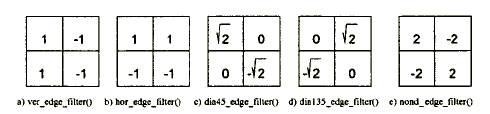 1 -1 1 1 √2 0 0 √2 2 -2
1 -1 -1 -1 0 -√2 -√2 0 -2 2
a) ver_edge_filter() b) hor_edge_filter() c) dia45_edge_filter() d) dia135_edge_filter() e) nond_edge_filter()